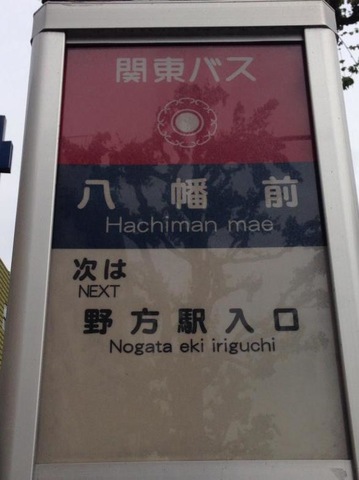 関東バス
八幡前
Hachiman mae
次は
NEXT
野方駅入口
Nogata eki iriguchi